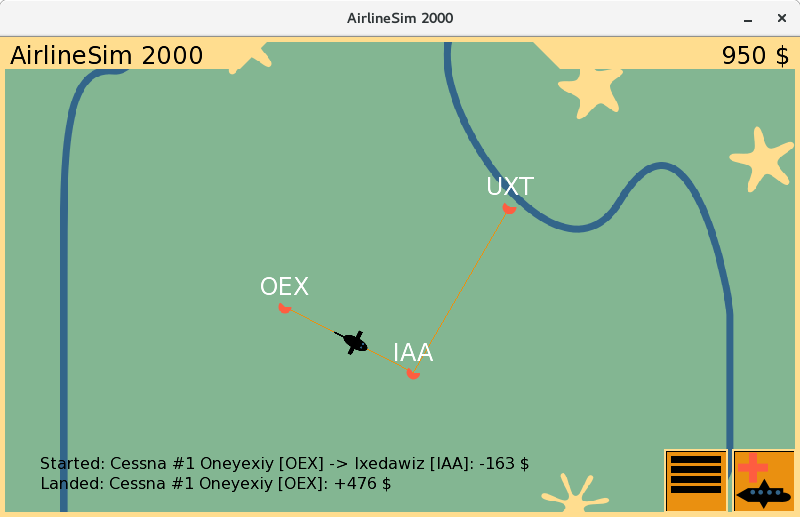 AirlineSim 2000
AirlineSim 2000
950 $
UXT
OEX
IAA
Started: Cessna #1 Oneyexiy [OEX] -> Ixedawiz [IAA]: -163 $
Landed: Cessna #1 Oneyexiy [OEX]: +476 $